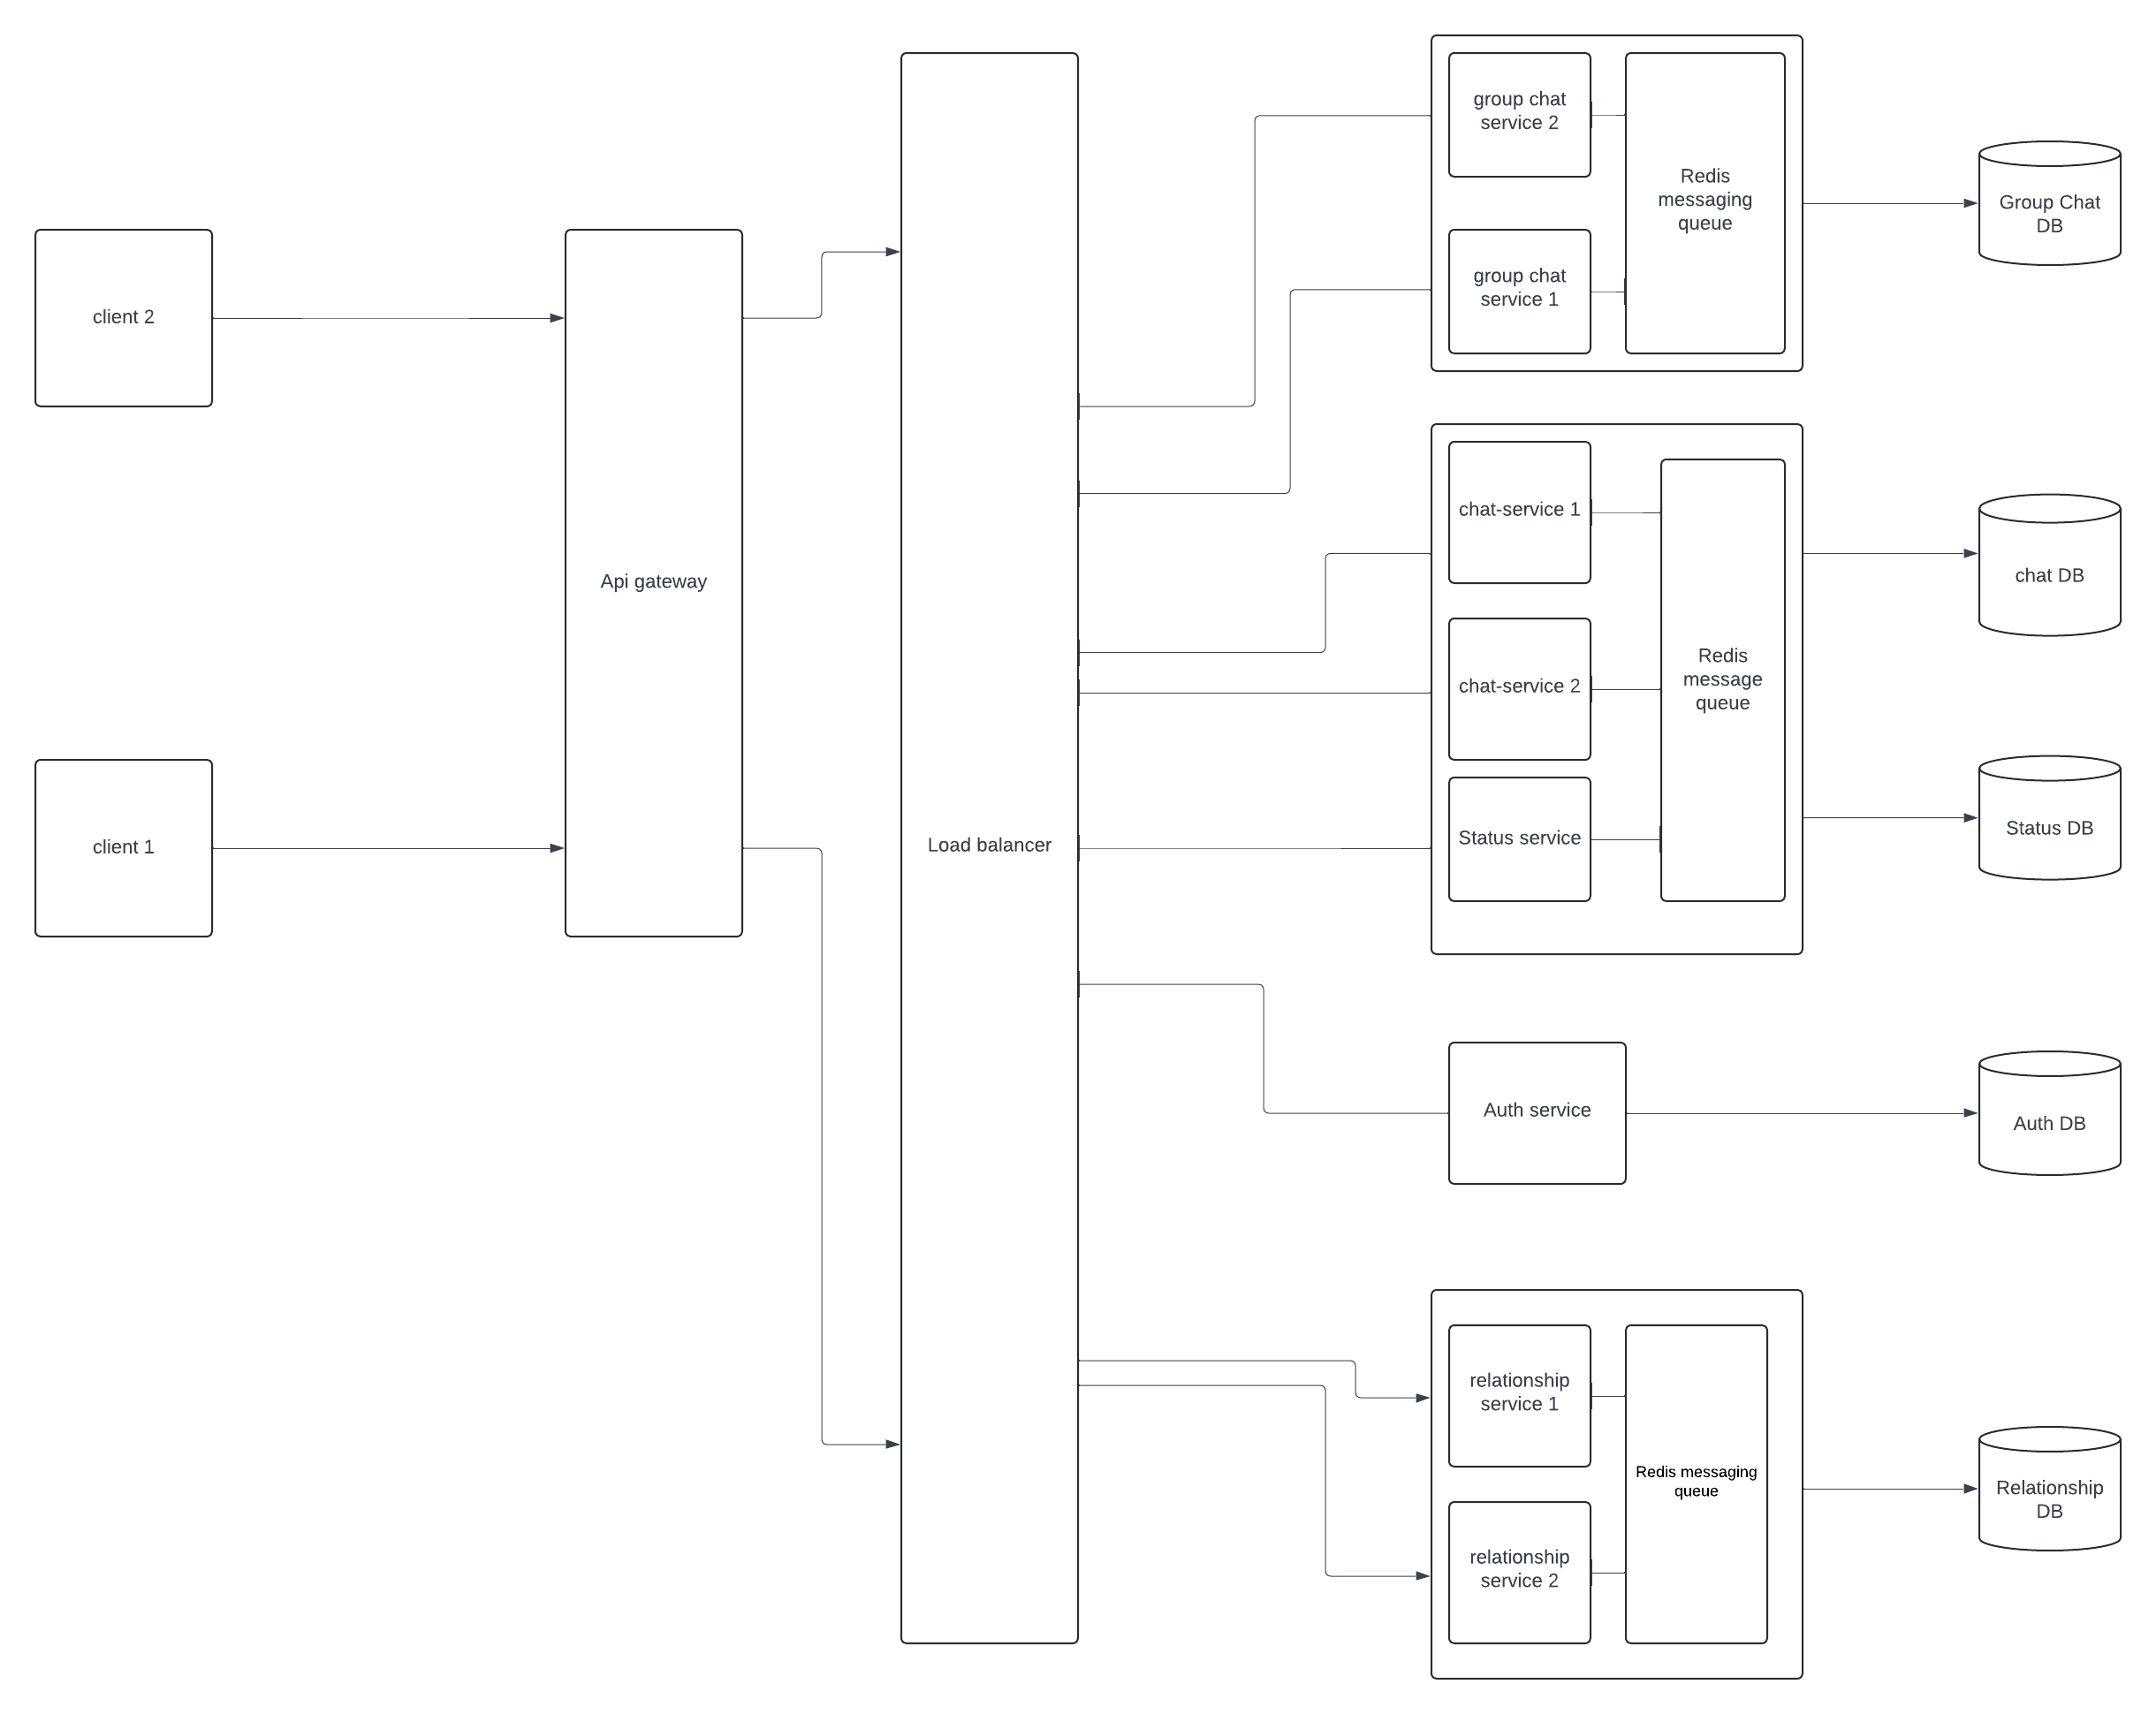 group chat
service 2
Redis
messaging
queue
Group Chat
DB
group chat
service 1
client 2
chat-service 1
Api gateway
chat DB
Redis
message
queue
chat-service 2
Status service
Status DB
Load balancer
client 1
Auth service
Auth DB
relationship
service 1
Redis messaging
queue
Relationship
DB
relationship
service 2